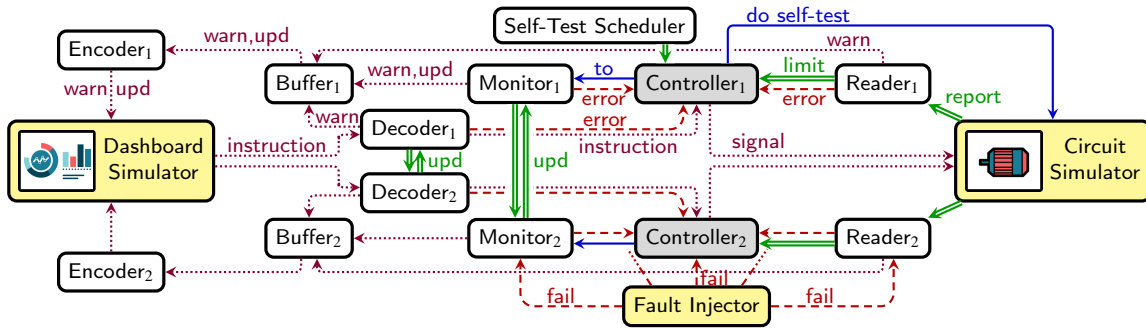 Self-Test Scheduler
do self-test
Encoder₁
warn,upd
warn
Buffer₁
warn,upd
Monitor₁
to
Controller₁
limit
Reader₁
warn,upd
error
error
report
warn
Decoder₁
error
Dashboard
Simulator
instruction
instruction
signal
Circuit
Simulator
upd
upd
Decoder₂
Buffer₂
Monitor₂
Controller₂
Reader₂
Encoder₂
fail
fail
fail
Fault Injector